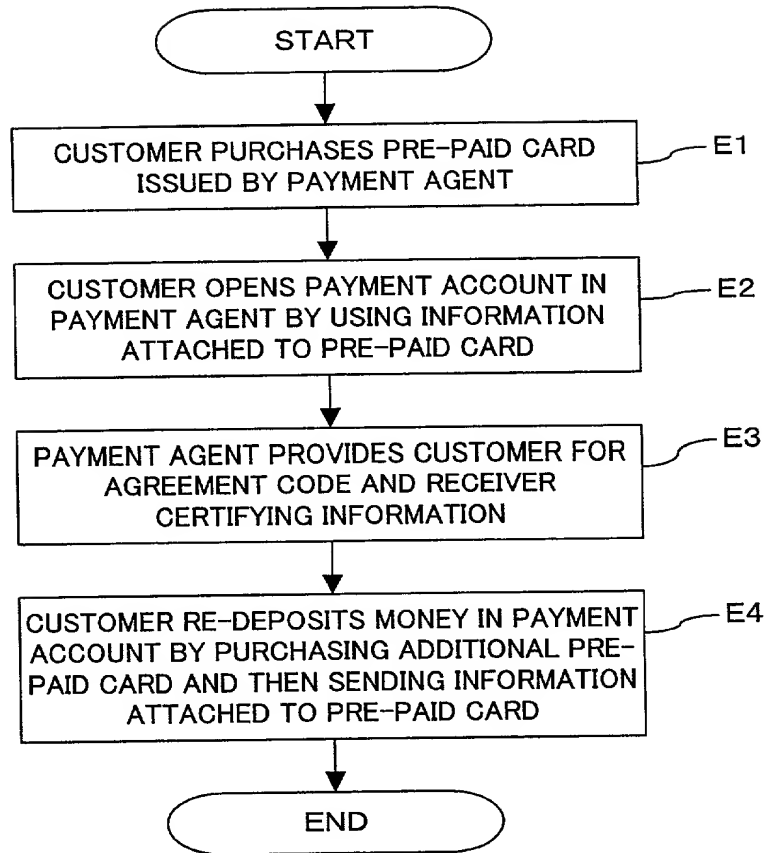 START
CUSTOMER PURCHASES PRE-PAID CARD
ISSUED BY PAYMENT AGENT
E1
CUSTOMER OPENS PAYMENT ACCOUNT IN
PAYMENT AGENT BY USING INFORMATION
ATTACHED TO PRE-PAID CARD
E2
PAYMENT AGENT PROVIDES CUSTOMER FOR
AGREEMENT CODE AND RECEIVER
CERTIFYING INFORMATION
E3
CUSTOMER RE-DEPOSITS MONEY IN PAYMENT
ACCOUNT BY PURCHASING ADDITIONAL PRE-
PAID CARD AND THEN SENDING INFORMATION
ATTACHED TO PRE-PAID CARD
E4
END